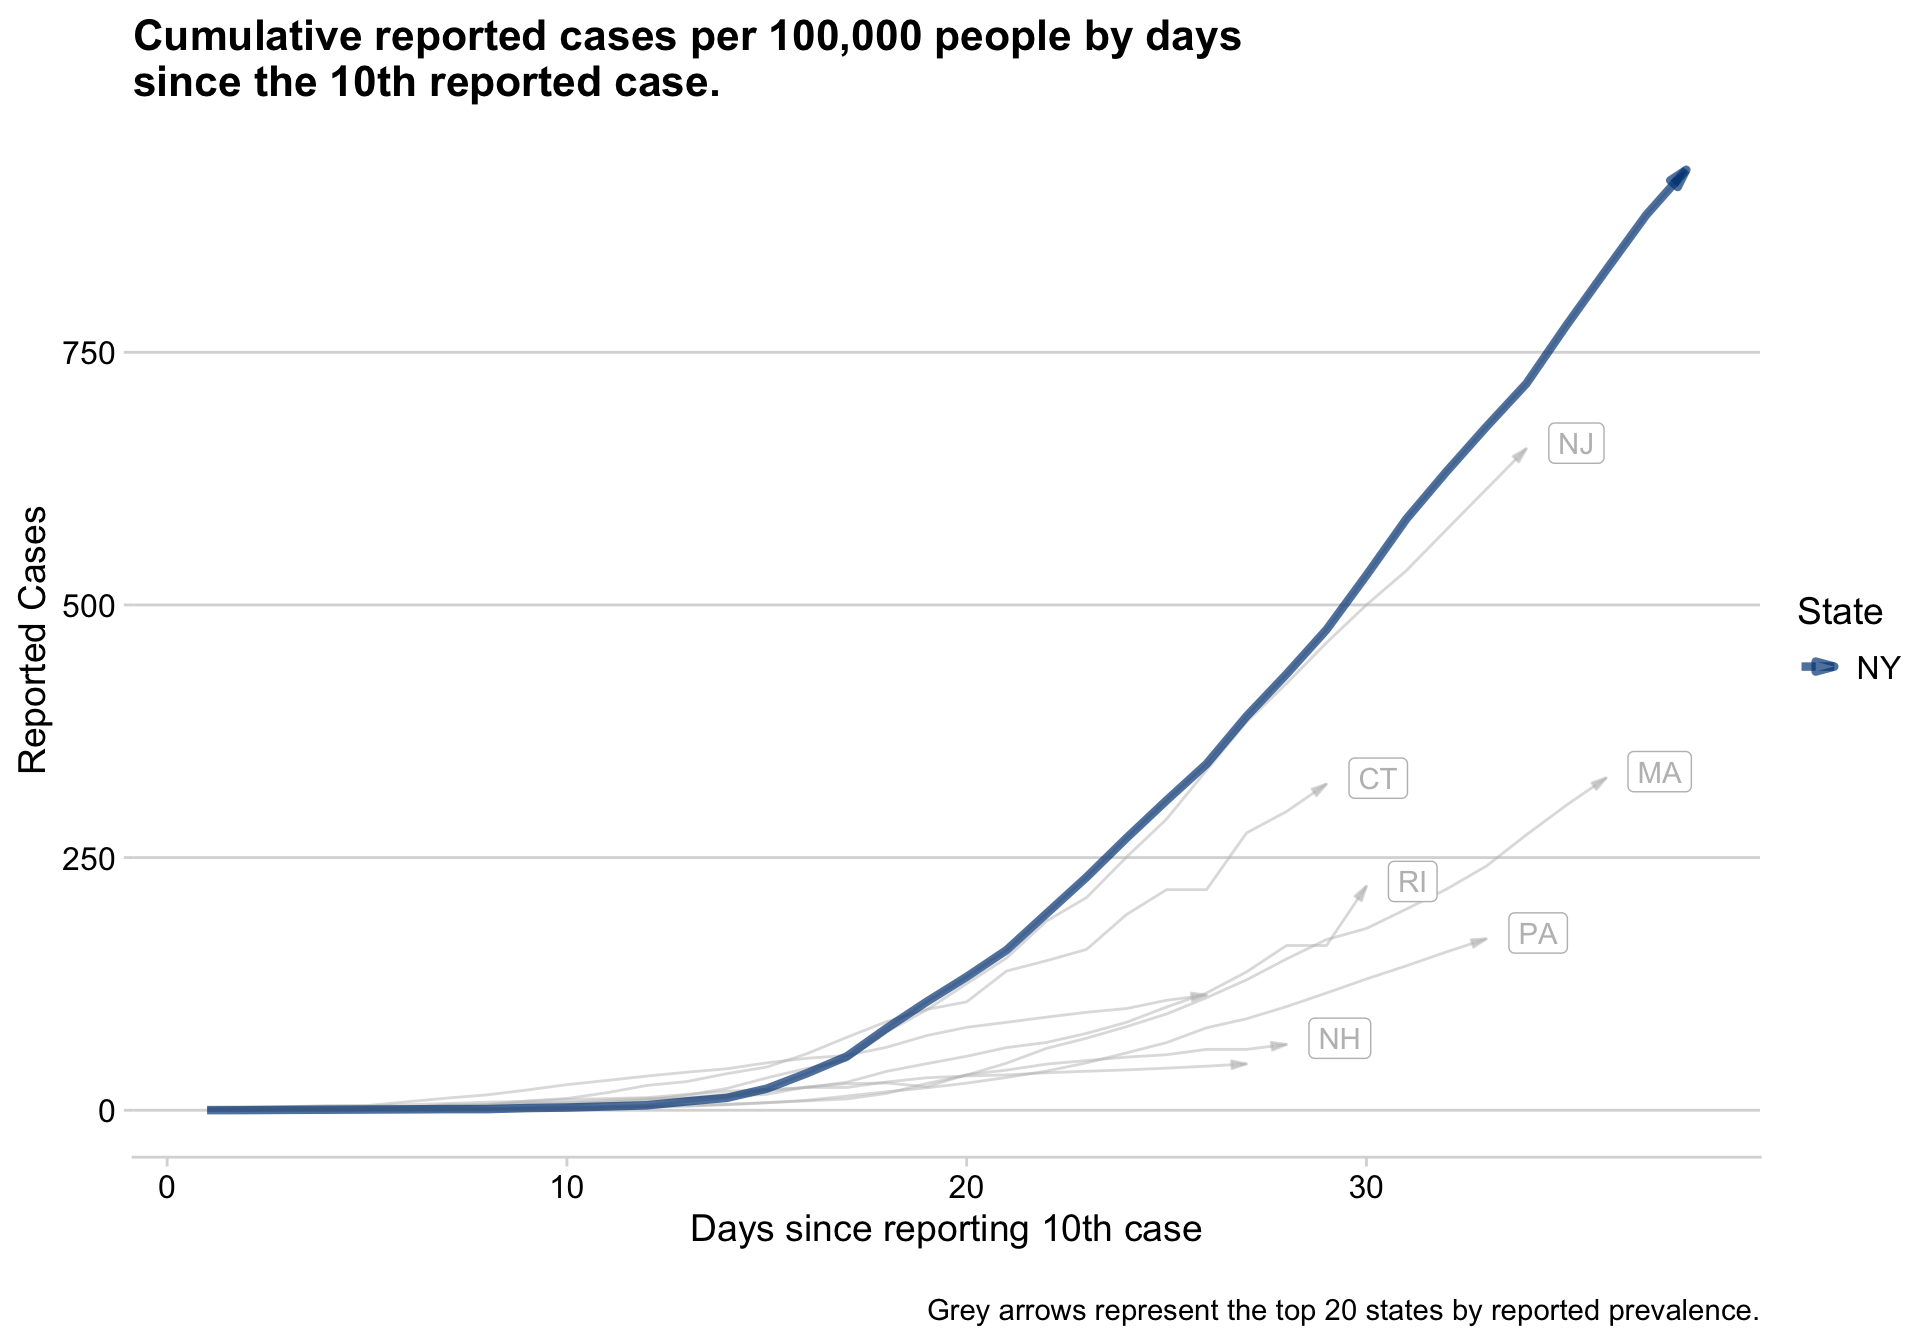 Cumulative reported cases per 100,000 people by days
since the 10th reported case.
750
500
250
0
Reported Cases
NJ
CT
MA
RI
PA
NH
State
NY
0 10 20 30
Days since reporting 10th case
Grey arrows represent the top 20 states by reported prevalence.